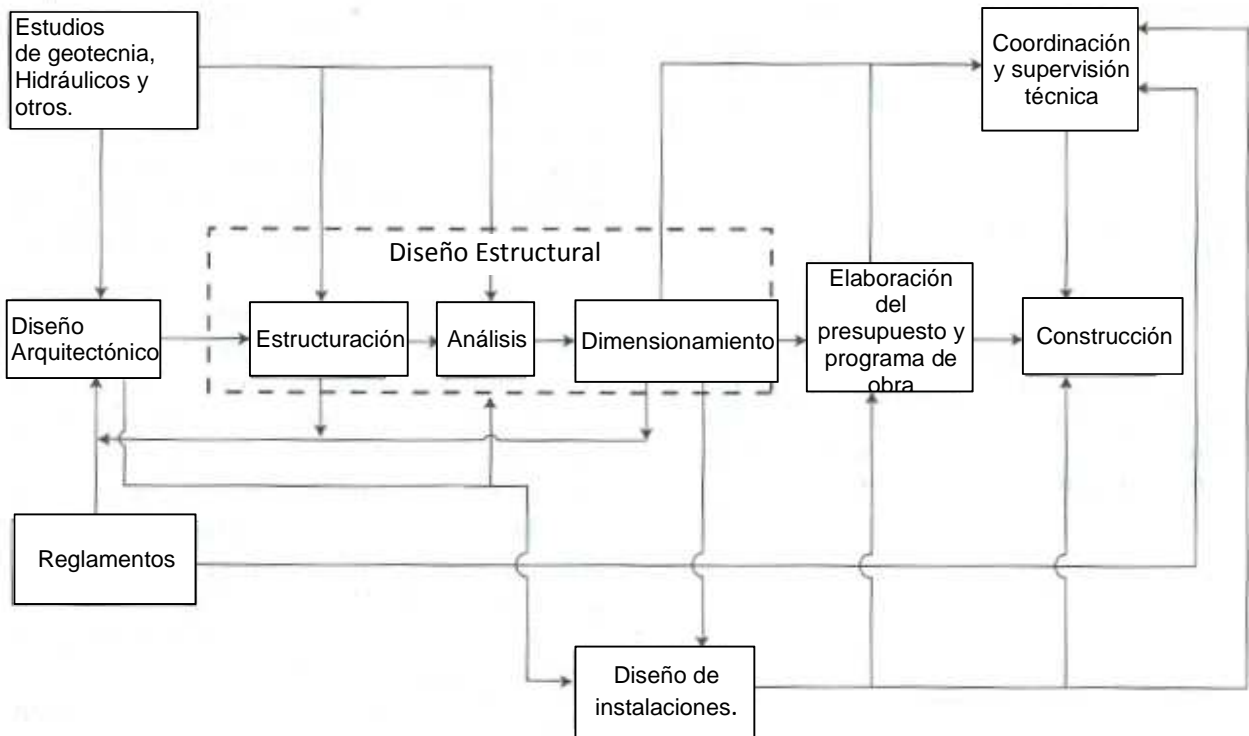 Estudios
de geotecnia,
Hidráulicos y
otros.
Coordinación
y supervisión
técnica
Diseño Estructural
Diseño
Arquitectónico
Estructuración
Análisis
Dimensionamiento
Elaboración
del
presupuesto y
programa de
obra
Construcción
Reglamentos
Diseño de
instalaciones.